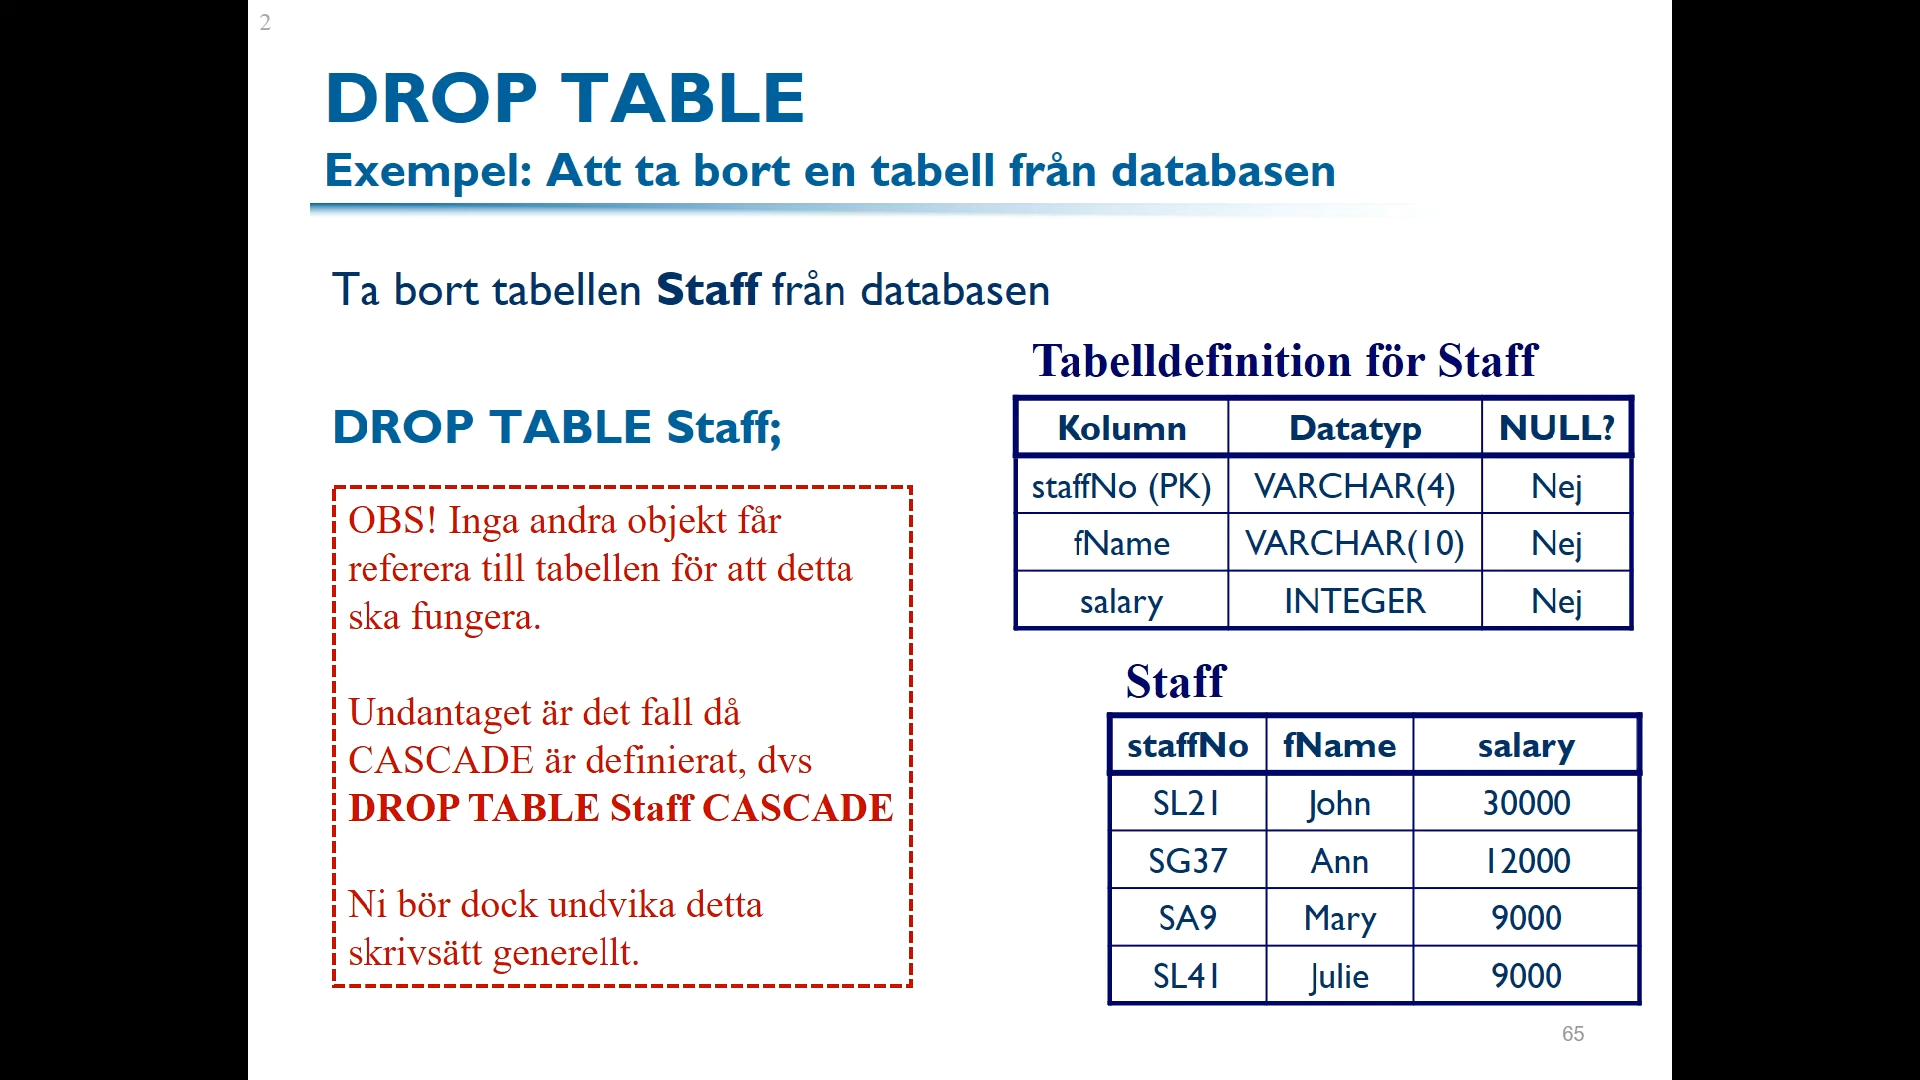 2
DROP TABLE
Exempel: Att ta bort en tabell från databasen
Ta bort tabellen Staff från databasen
DROP TABLE Staff;
OBS! Inga andra objekt får
referera till tabellen för att detta
ska fungera.
Undantaget är det fall då
CASCADE är definierat, dvs
DROP TABLE Staff CASCADE
Ni bör dock undvika detta
skrivsätt generellt.
Tabelldefinition för Staff
Kolumn Datatyp NULL?
staffNo (PK) VARCHAR(4) Nej
fName VARCHAR(10) Nej
salary INTEGER Nej
Staff
staffNo fName salary
SL21 John 30000
SG37 Ann 12000
SA9 Mary 9000
SL41 Julie 9000
65